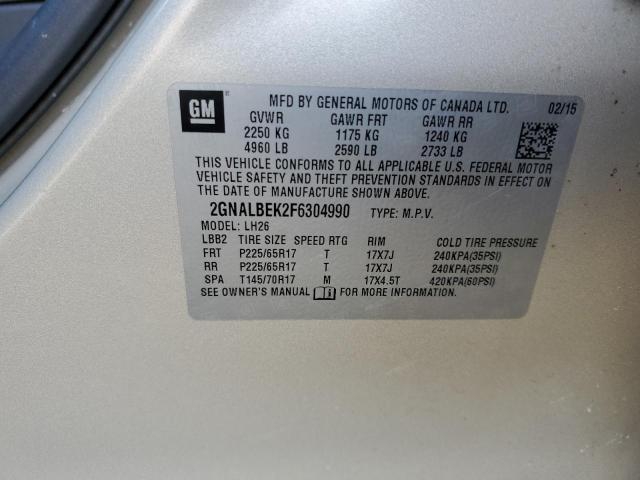 GM
MFD BY GENERAL MOTORS OF CANADA LTD. 02/15
GVWR GAWR FRT GAWR RR
2250 KG 1175 KG 1240 KG
4960 LB 2590 LB 2733 LB
THIS VEHICLE CONFORMS TO ALL APPLICABLE U.S. FEDERAL MOTOR
VEHICLE SAFETY AND THEFT PREVENTION STANDARDS IN EFFECT ON
THE DATE OF MANUFACTURE SHOWN ABOVE.
2GNALBEK2F6304990 TYPE: M.P.V.
MODEL: LH26
LBB2 TIRE SIZE SPEED RTG RIM COLD TIRE PRESSURE
FRT P225/65R17 T 17X7J 240KPA(35PSI)
RR P225/65R17 T 17X7J 240KPA(35PSI)
SPA T145/70R17 M 17X4.5T 420KPA(60PSI)
SEE OWNER'S MANUAL FOR MORE INFORMATION.